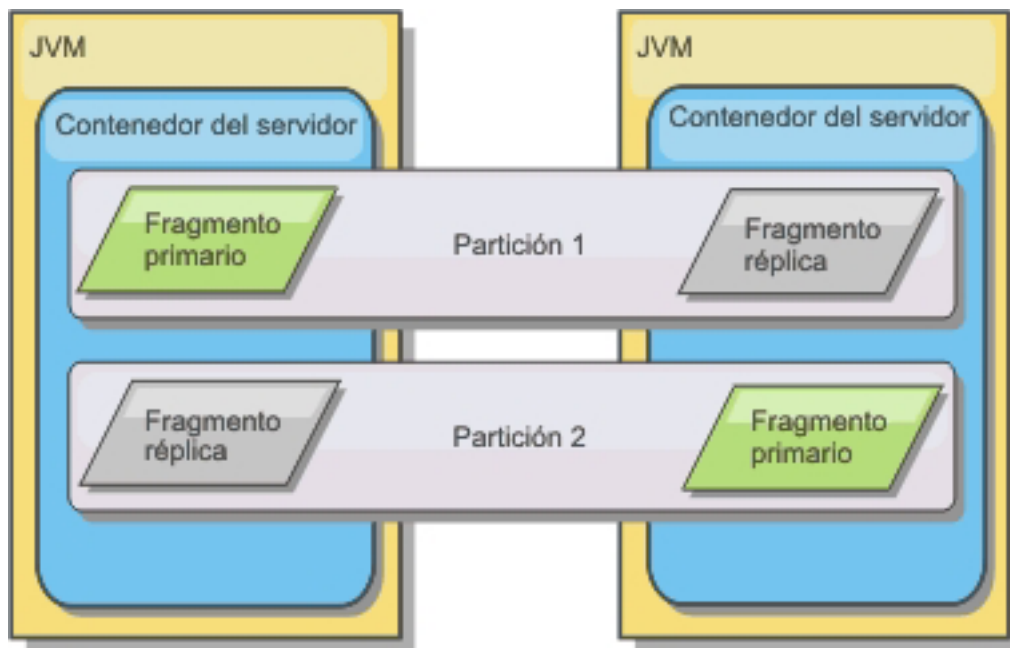 JVM
JVM
Contenedor del servidor
Contenedor del servidor
Fragmento
primario
Partición 1
Fragmento
réplica
Fragmento
réplica
Partición 2
Fragmento
primario